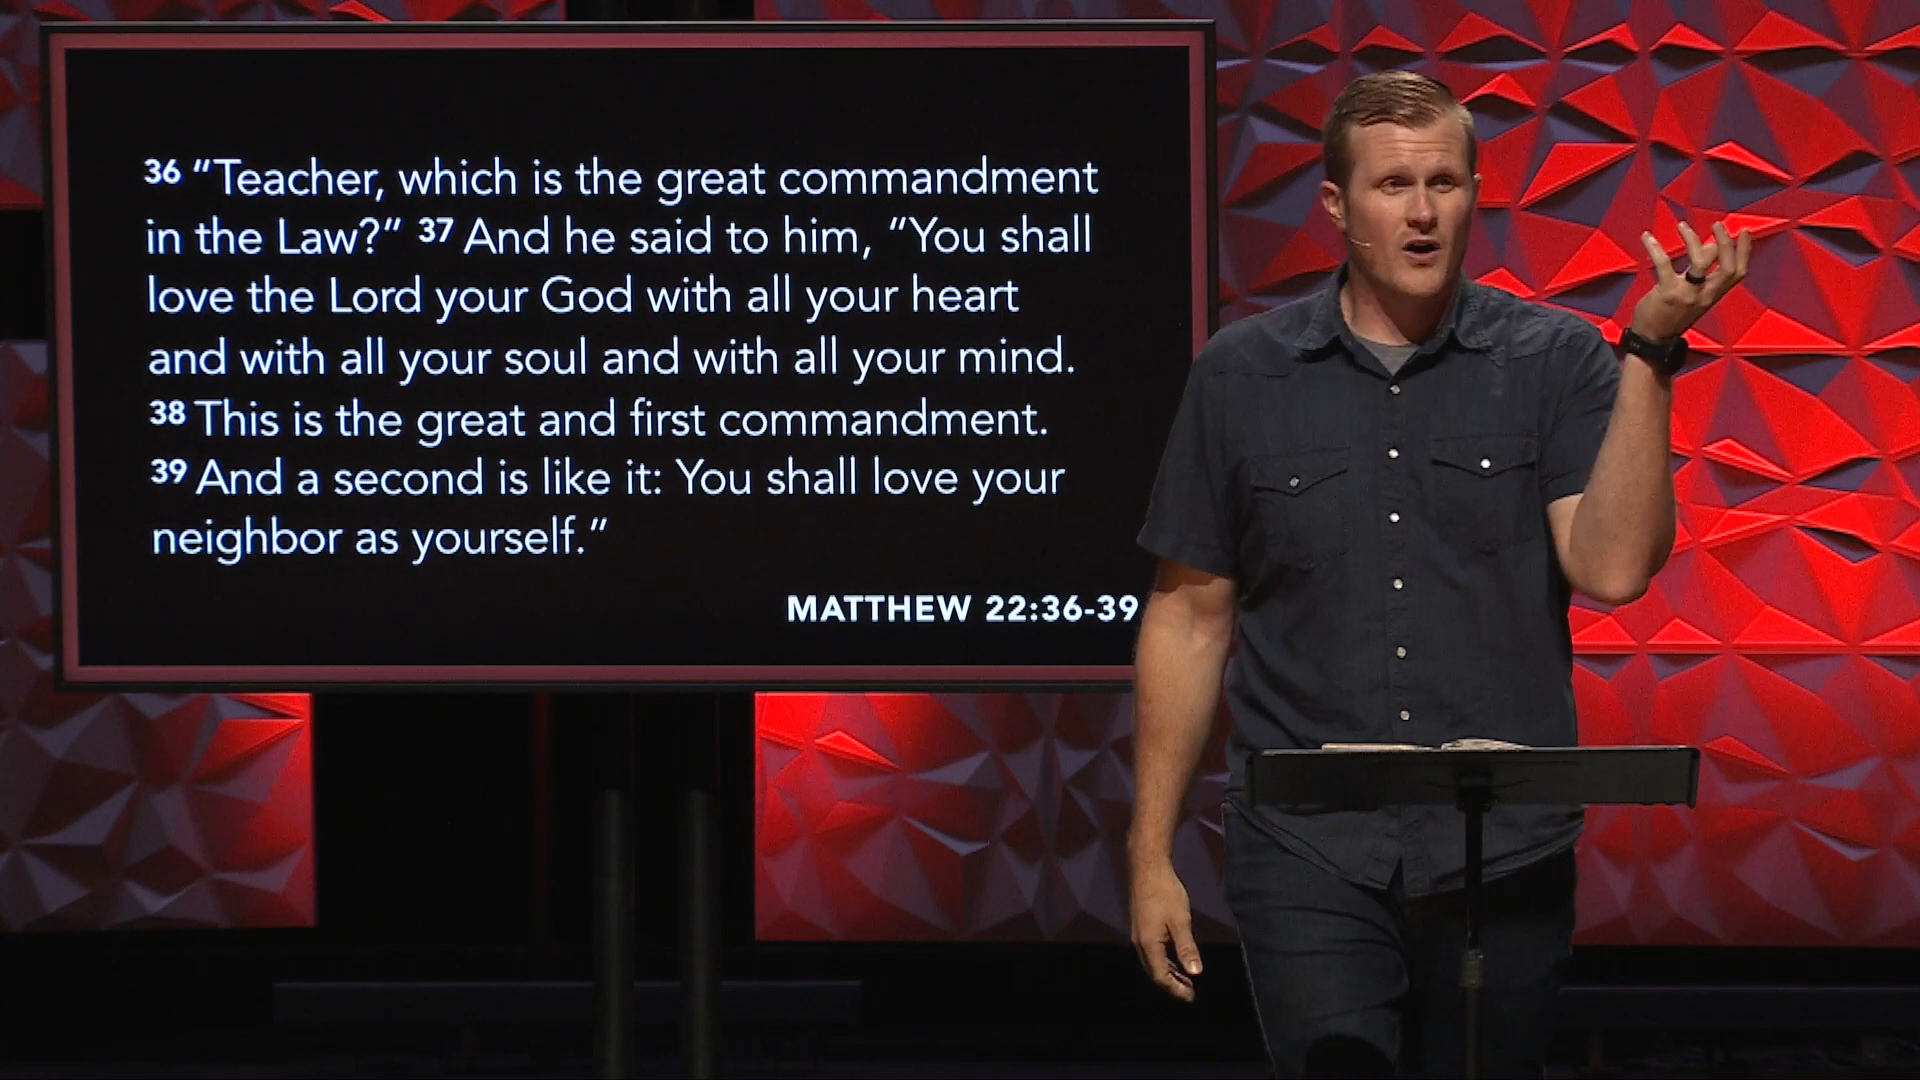 36 “Teacher, which is the great commandment
in the Law?” 37 And he said to him, “You shall
love the Lord your God with all your heart
and with all your soul and with all your mind.
38 This is the great and first commandment.
39 And a second is like it: You shall love your
neighbor as yourself.”
MATTHEW 22:36-39